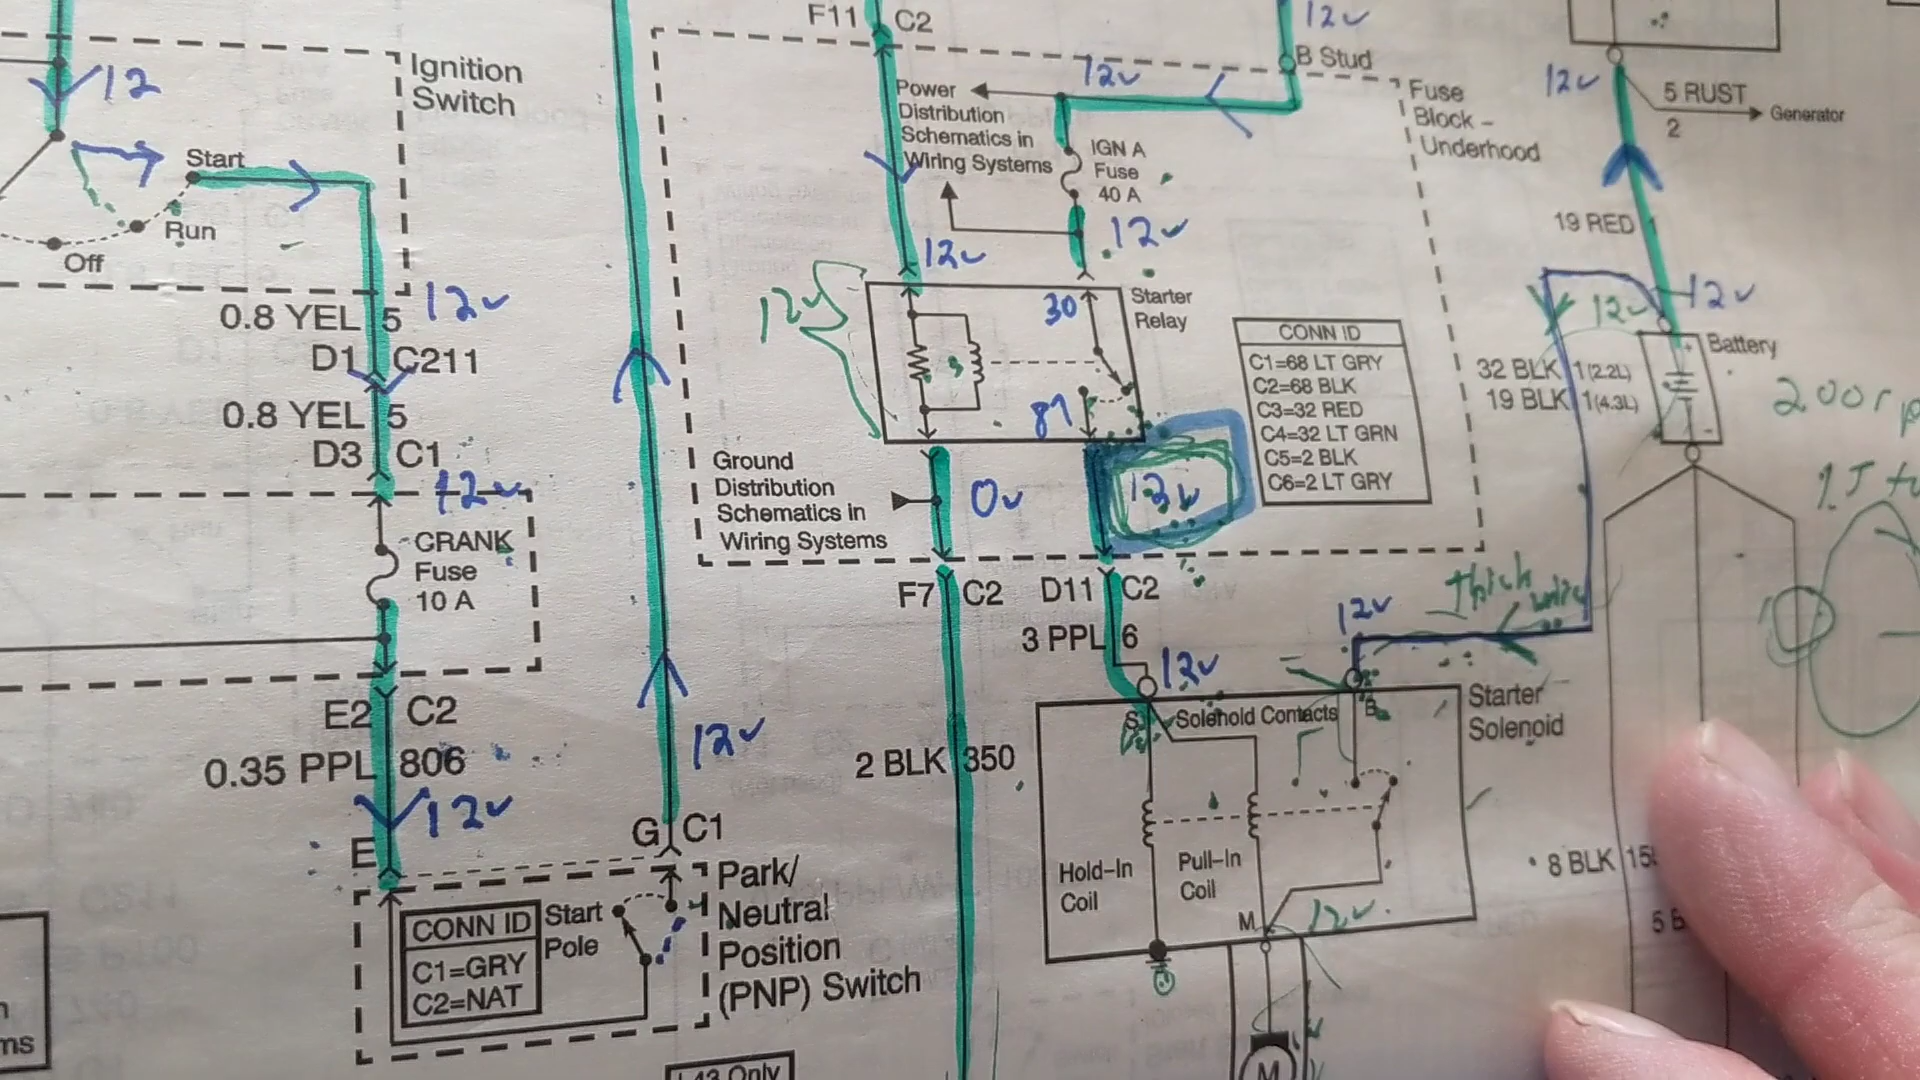 F11 C2
12v
12
Ignition
Switch
Start
Run
Off
0.8 YEL 5
12v
D1 C211
0.8 YEL 5
D3 C1
12v
CRANK
Fuse
10 A
E2 C2
0.35 PPL 806
12v
E
CONN ID
C1=GRY
C2=NAT
Start
Pole
G C1
12v
Park/
Neutral
Position
(PNP) Switch
Power
Distribution
Schematics in
Wiring Systems
12v
B Stud
Fuse
Block –
Underhood
IGN A
Fuse
40 A
12v
12v
12v
30
87
Starter
Relay
CONN ID
C1=68 LT GRY
C2=68 BLK
C3=32 RED
C4=32 LT GRN
C5=2 BLK
C6=2 LT GRY
Ground
Distribution
Schematics in
Wiring Systems
0v
12v
F7 C2
D11 C2
3 PPL 6
2 BLK 350
12v
12v
thick
wire
S
Solenoid Contacts
B
Starter
Solenoid
Hold–In
Coil
Pull–In
Coil
M
12v
M
12v
5 RUST
2
Generator
19 RED 1
12v
12v
Battery
+
-
32 BLK 1(2.2L)
19 BLK 1(4.3L)
8 BLK